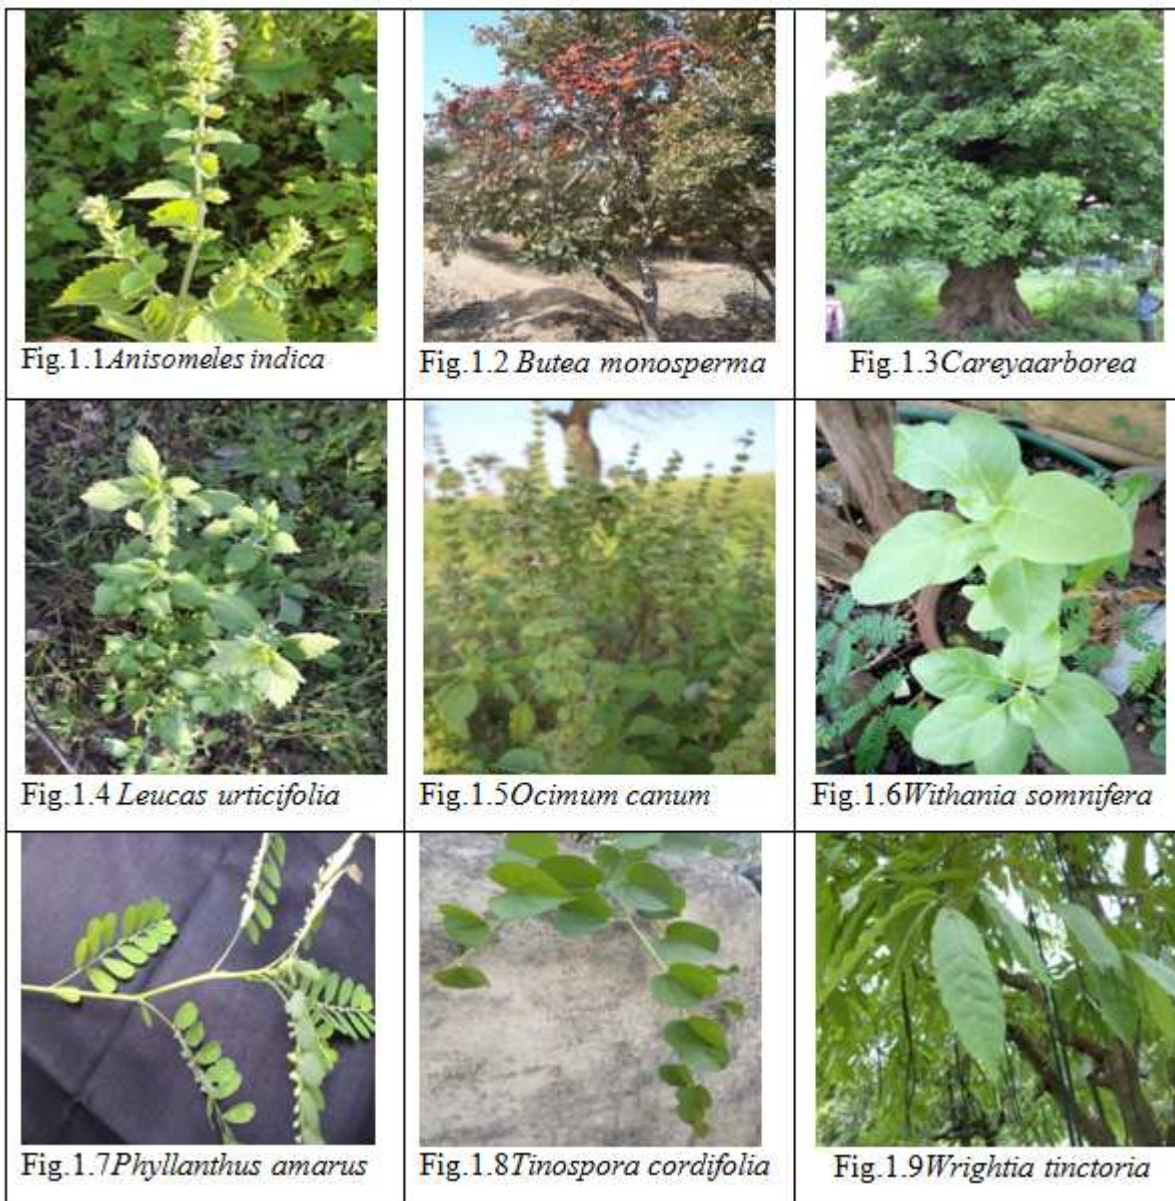 Fig.1.1Anisomeles indica
Fig.1.2 Butea monosperma
Fig.1.3Careyaarborea
Fig.1.4 Leucas urticifolia
Fig.1.5Ocimum canum
Fig.1.6Withania somnifera
Fig.1.7Phyllanthus amarus
Fig.1.8Tinospora cordifolia
Fig.1.9Wrightia tinctoria